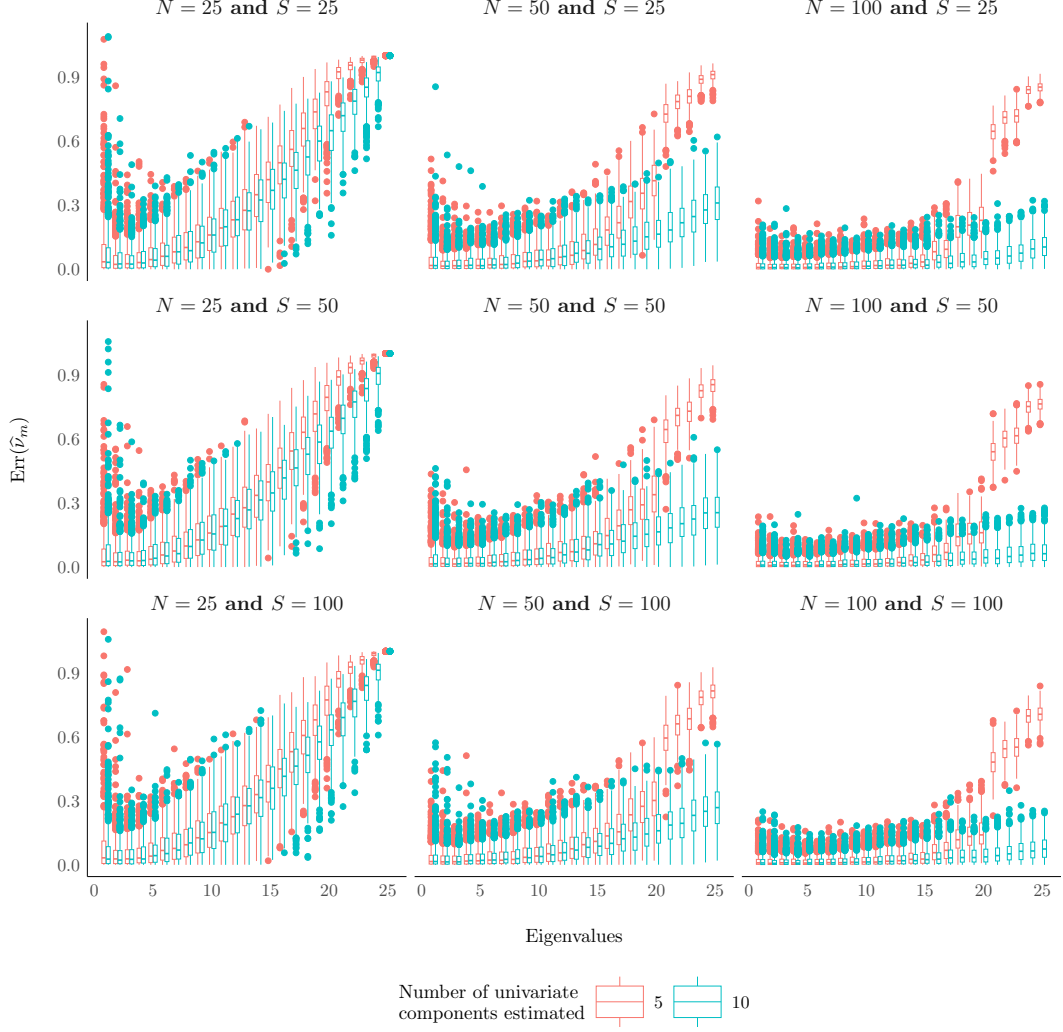 N = 25 and S = 25
N = 50 and S = 25
N = 100 and S = 25
0.9
0.6
0.3
0.0
N = 25 and S = 50
N = 50 and S = 50
N = 100 and S = 50
0.9
0.6
0.3
0.0
Err(ν̂ₘ)
N = 25 and S = 100
N = 50 and S = 100
N = 100 and S = 100
0.9
0.6
0.3
0.0
0 5 10 15 20 25
0 5 10 15 20 25
0 5 10 15 20 25
Eigenvalues
Number of univariate
components estimated
5
10